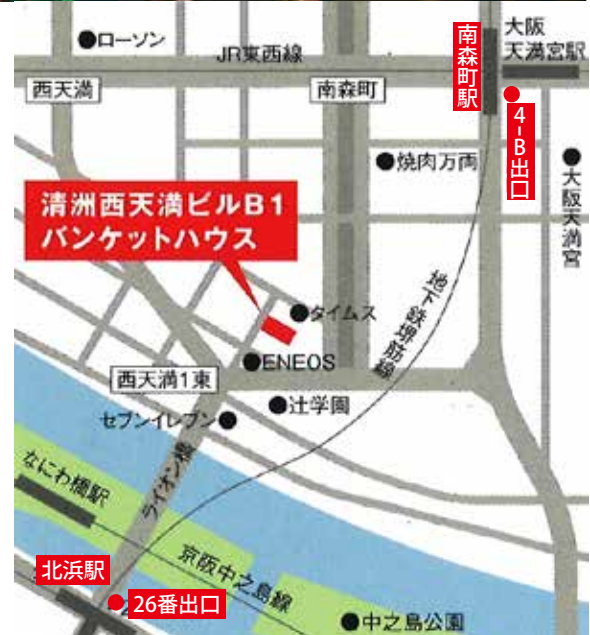 ローソン
JR東西線
南森町駅
大阪
天満宮駅
西天満
南森町
4-B出口
焼肉万両
大阪天満宮
清洲西天満ビルB1
バンケットハウス
タイムス
地下鉄堺筋線
ENEOS
西天満1東
辻学園
セブンイレブン
ライオン橋
なにわ橋駅
京阪中之島線
北浜駅
26番出口
中之島公園